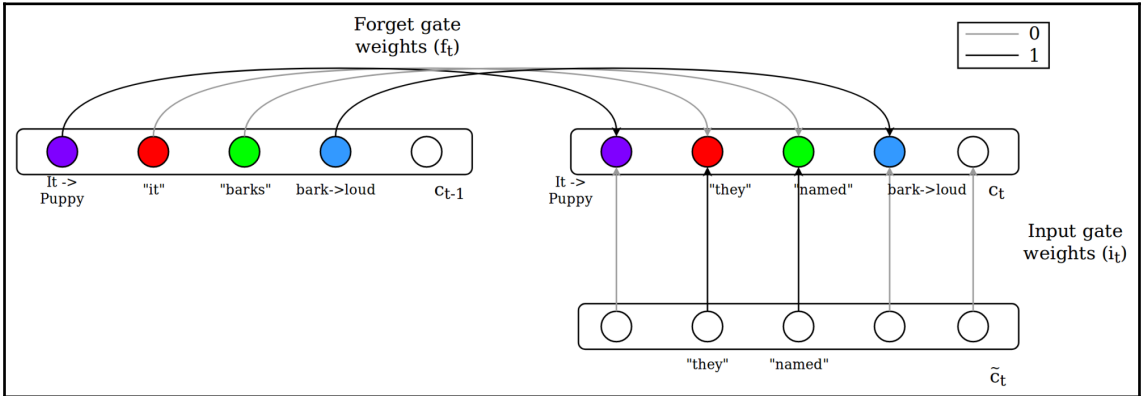 Forget gate
weights (fₜ)
0
1
It ->
Puppy
"it"
"barks"
bark->loud
cₜ₋₁
It ->
Puppy
"they"
"named"
bark->loud
cₜ
Input gate
weights (iₜ)
"they"
"named"
c̃ₜ